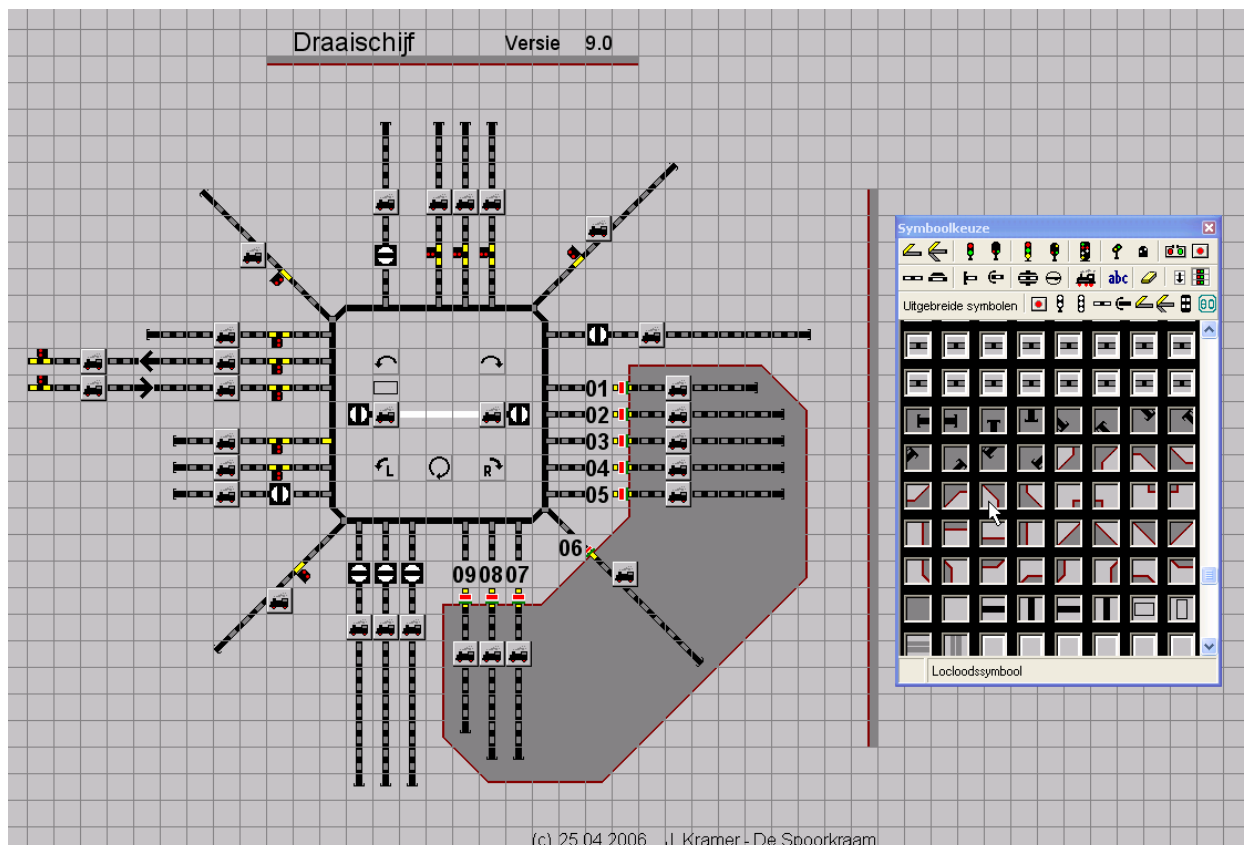 Draaischijf Versie 9.0
Symboolkeuze
abc
Uitgebreide symbolen 80
01
02
03
04
05
L R
06
09 08 07
Locloodssymbool
(c) 25.04.2006 J. Kramer - De Spoorkraam